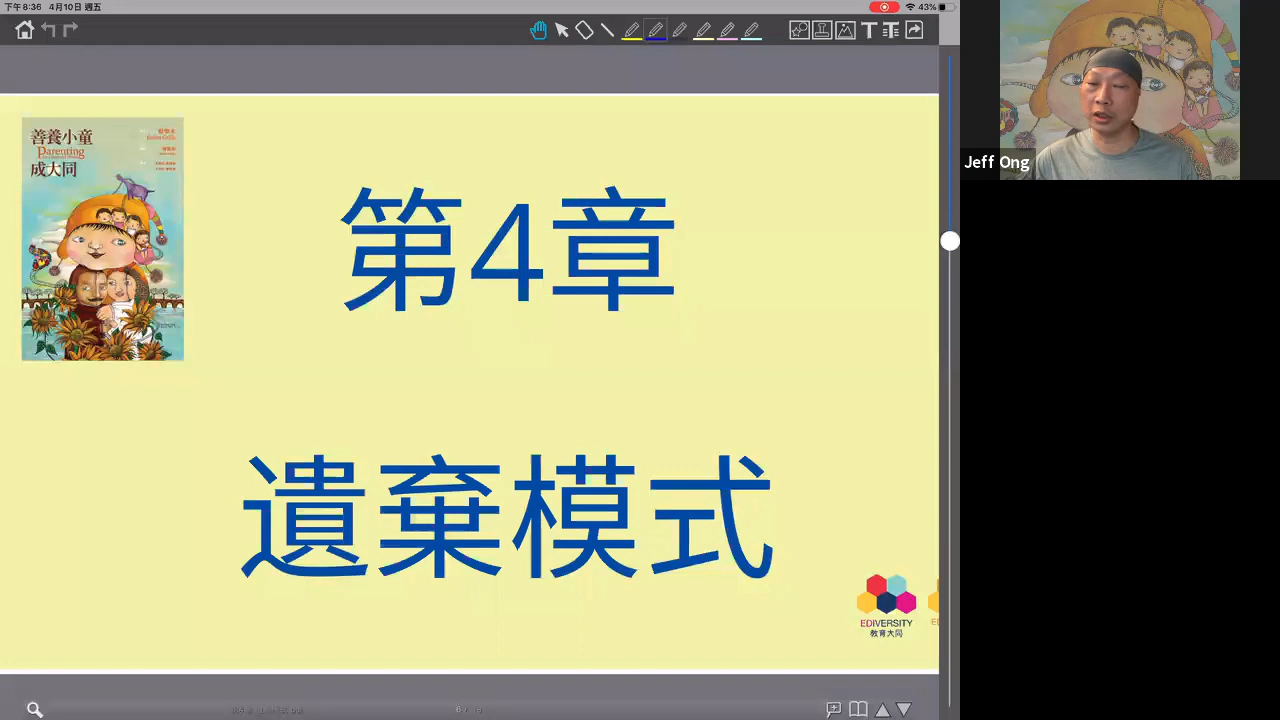 下午8:36 4月10日 週五
43%
善養小童
Parenting
成大同
第4章
遺棄模式
EDIVERSITY
教育大同
Jeff Ong